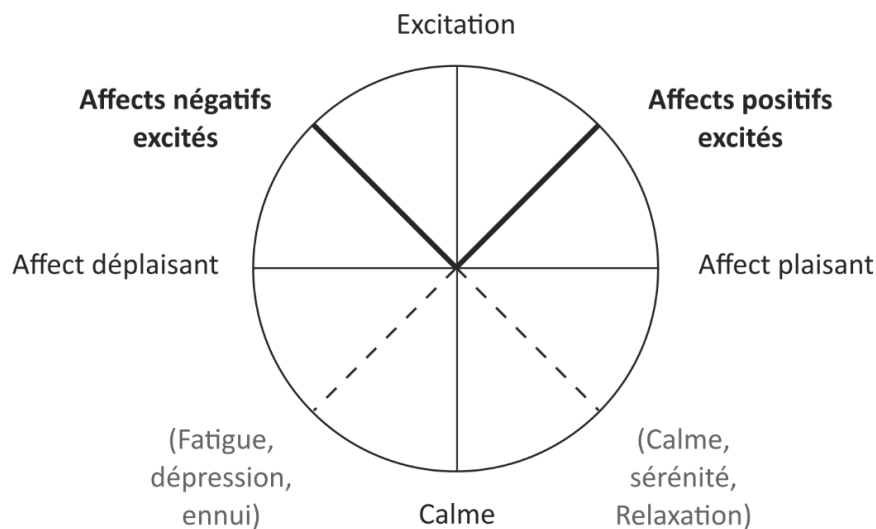 Excitation
Affects négatifs
excités
Affects positifs
excités
Affect déplaisant
Affect plaisant
(Fatigue,
dépression,
ennui)
(Calme,
sérénité,
Relaxation)
Calme